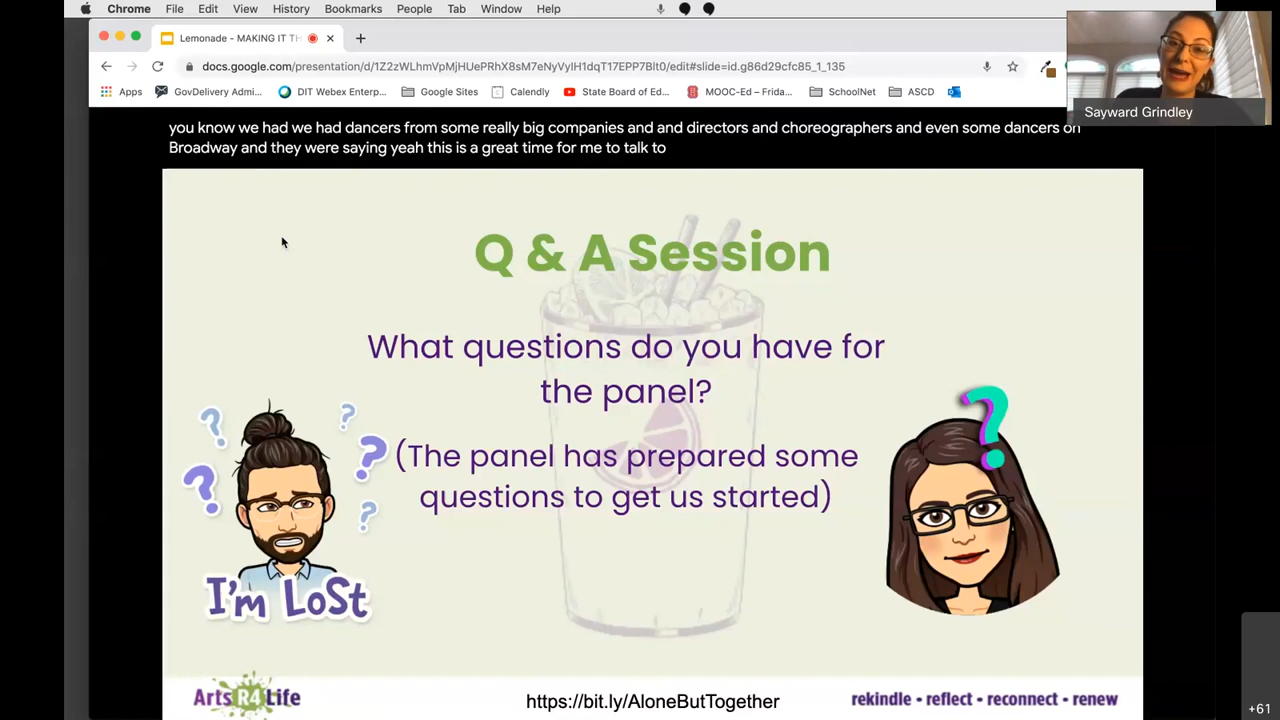 Chrome File Edit View History Bookmarks People Tab Window Help
Lemonade - MAKING IT TH
docs.google.com/presentation/d/1Z2zWLhmVpMjHUePRhXSsM7eNyVyIH1dqT17EPP7Blt0/edit#slide=id.g86d29cfc85_1_135
Apps GovDelivery Admi... DIT Webex Enterp... Google Sites Calendly State Board of Ed... MOOC-Ed – Frida... SchoolNet ASCD
Sayward Grindley
you know we had we had dancers from some really big companies and and directors and choreographers and even some dancers on
Broadway and they were saying yeah this is a great time for me to talk to
Q & A Session
What questions do you have for
the panel?
(The panel has prepared some
questions to get us started)
? ? ? ? ?
?
I'm LoSt
Arts R4 Life
https://bit.ly/AloneButTogether
rekindle • reflect • reconnect • renew
+61